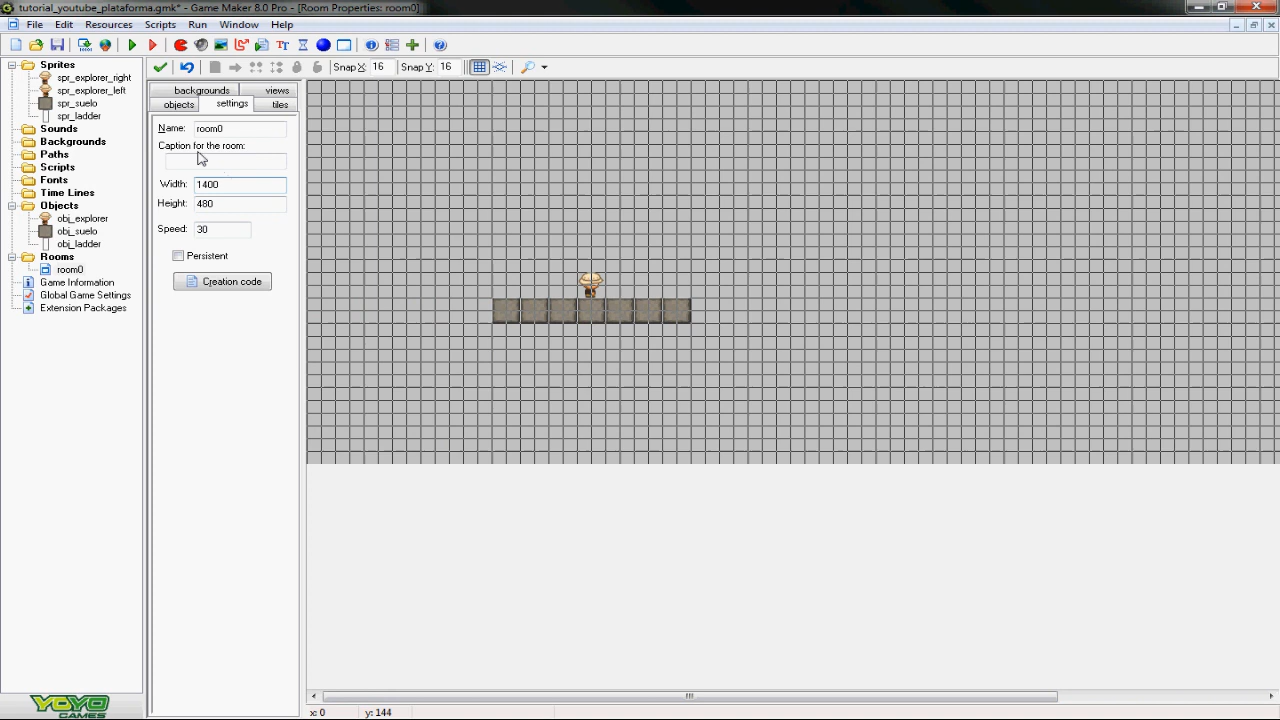 tutorial_youtube_plataforma.gmk* - Game Maker 8.0 Pro - [Room Properties: room0]
File Edit Resources Scripts Run Window Help
Snap X: 16 Snap Y: 16
Sprites
spr_explorer_right
spr_explorer_left
spr_suelo
spr_ladder
Sounds
Backgrounds
Paths
Scripts
Fonts
Time Lines
Objects
obj_explorer
obj_suelo
obj_ladder
Rooms
room0
Game Information
Global Game Settings
Extension Packages
backgrounds views
objects settings tiles
Name: room0
Caption for the room:
Width: 1400
Height: 480
Speed: 30
Persistent
Creation code
YOYO
GAMES
x: 0 y: 144